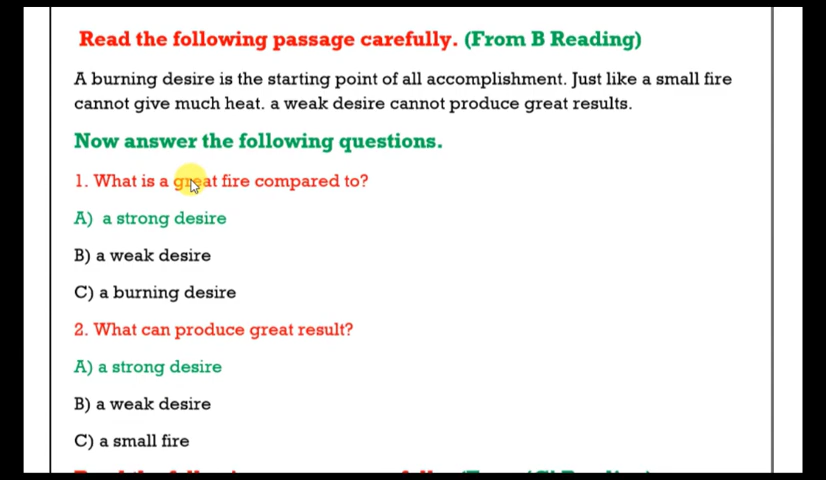 Read the following passage carefully. (From B Reading)
A burning desire is the starting point of all accomplishment. Just like a small fire
cannot give much heat. a weak desire cannot produce great results.
Now answer the following questions.
1. What is a great fire compared to?
A) a strong desire
B) a weak desire
C) a burning desire
2. What can produce great result?
A) a strong desire
B) a weak desire
C) a small fire